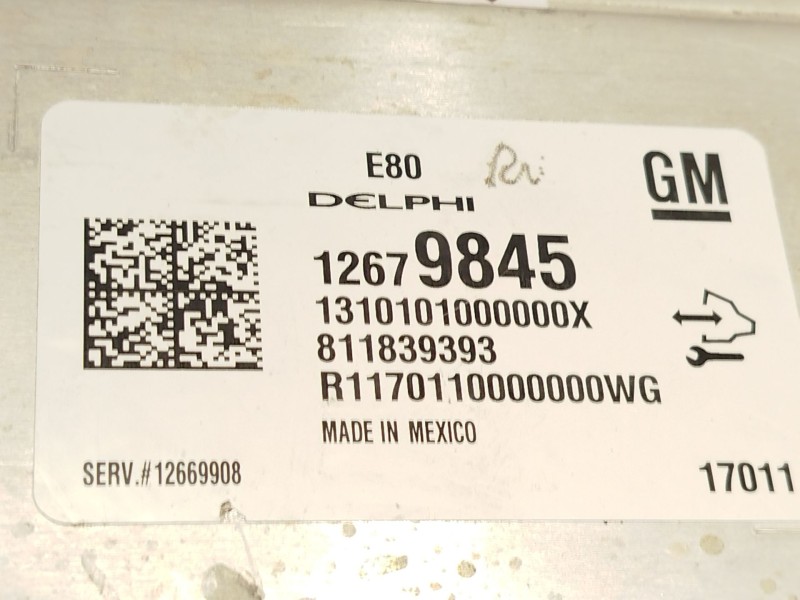 E80
GM
DELPHI
12679845
1310101000000X
811839393
R1170110000000WG
MADE IN MEXICO
SERV.#12669908
17011